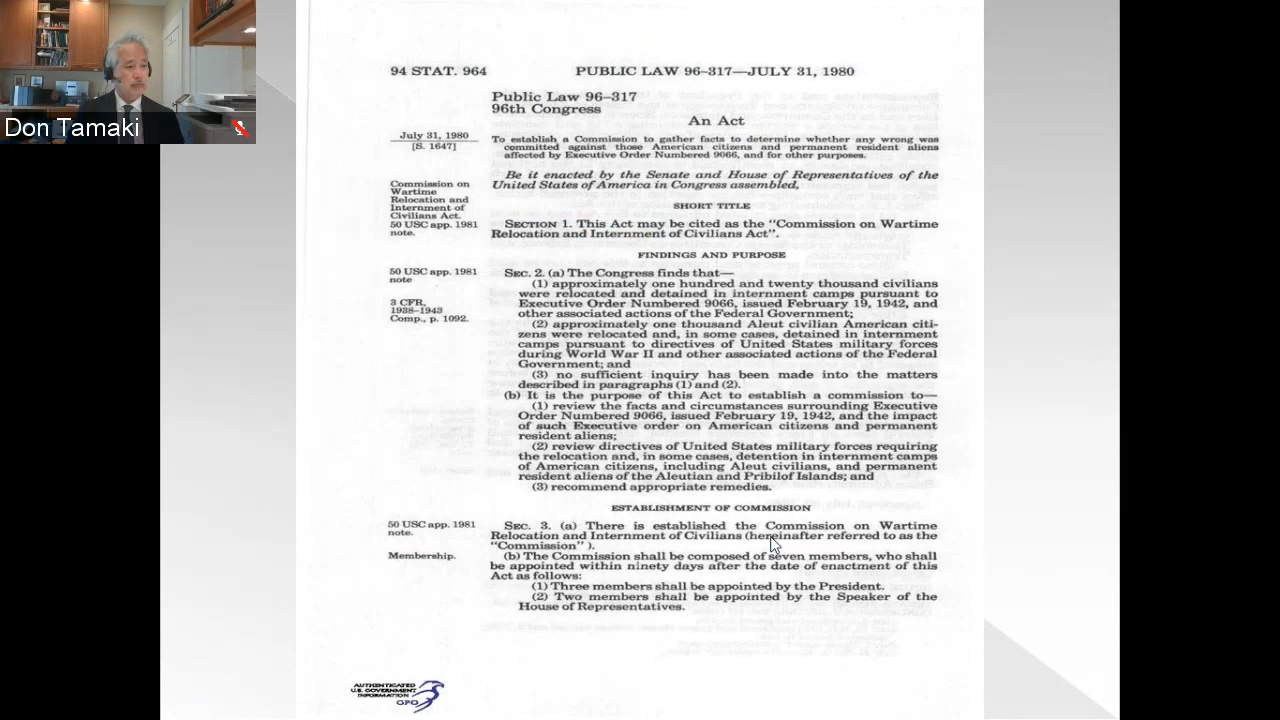 Don Tamaki
94 STAT. 964
PUBLIC LAW 96–317—JULY 31, 1980
Public Law 96–317
96th Congress
An Act
July 31, 1980
[S. 1647]
To establish a Commission to gather facts to determine whether any wrong was
committed against those American citizens and permanent resident aliens
affected by Executive Order Numbered 9066, and for other purposes.
Be it enacted by the Senate and House of Representatives of the
United States of America in Congress assembled,
Commission on
Wartime
Relocation and
Internment of
Civilians Act.
50 USC app. 1981
note.
SHORT TITLE
SECTION 1. This Act may be cited as the "Commission on Wartime
Relocation and Internment of Civilians Act".
FINDINGS AND PURPOSE
50 USC app. 1981
note
3 CFR,
1938–1943
Comp., p. 1092.
SEC. 2. (a) The Congress finds that—
(1) approximately one hundred and twenty thousand civilians
were relocated and detained in internment camps pursuant to
Executive Order Numbered 9066, issued February 19, 1942, and
other associated actions of the Federal Government;
(2) approximately one thousand Aleut civilian American citi-
zens were relocated and, in some cases, detained in internment
camps pursuant to directives of United States military forces
during World War II and other associated actions of the Federal
Government; and
(3) no sufficient inquiry has been made into the matters
described in paragraphs (1) and (2).
(b) It is the purpose of this Act to establish a commission to—
(1) review the facts and circumstances surrounding Executive
Order Numbered 9066, issued February 19, 1942, and the impact
of such Executive order on American citizens and permanent
resident aliens;
(2) review directives of United States military forces requiring
the relocation and, in some cases, detention in internment camps
of American citizens, including Aleut civilians, and permanent
resident aliens of the Aleutian and Pribilof Islands; and
(3) recommend appropriate remedies.
ESTABLISHMENT OF COMMISSION
50 USC app. 1981
note.
SEC. 3. (a) There is established the Commission on Wartime
Relocation and Internment of Civilians (hereinafter referred to as the
"Commission" ).
Membership.
(b) The Commission shall be composed of seven members, who shall
be appointed within ninety days after the date of enactment of this
Act as follows:
(1) Three members shall be appointed by the President.
(2) Two members shall be appointed by the Speaker of the
House of Representatives.
AUTHENTICATED
U.S. GOVERNMENT
INFORMATION
GPO